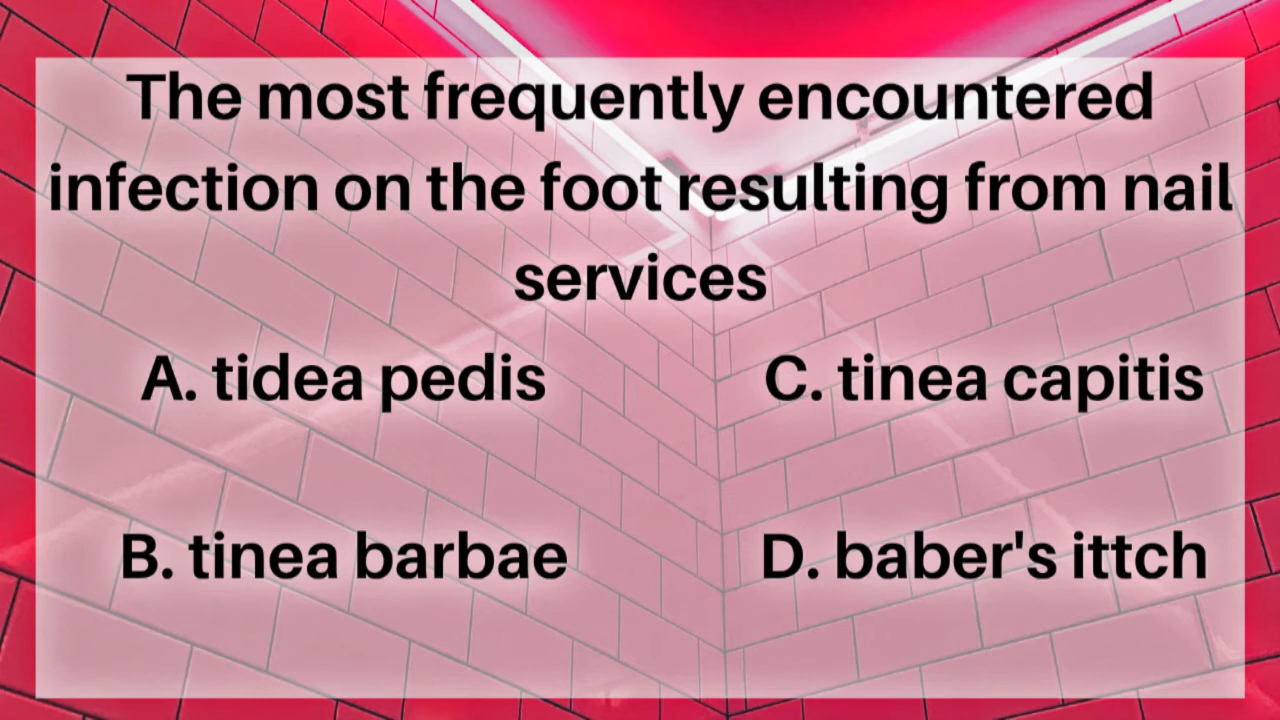 The most frequently encountered
infection on the foot resulting from nail
services
A. tidea pedis
C. tinea capitis
B. tinea barbae
D. baber's ittch